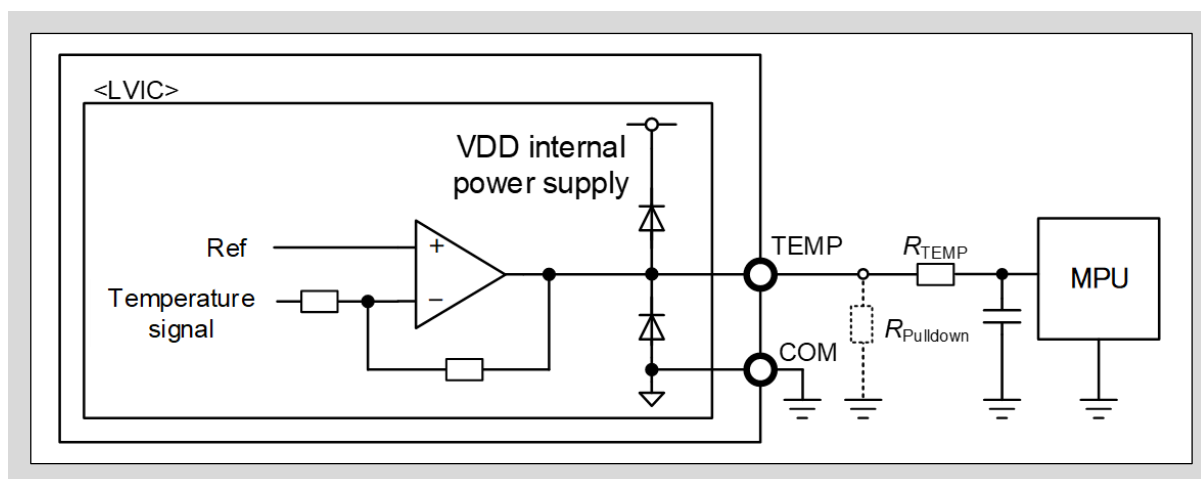 <LVIC>
VDD internal
power supply
TEMP
RTEMP
MPU
Ref
+
Temperature
signal
−
RPulldown
COM